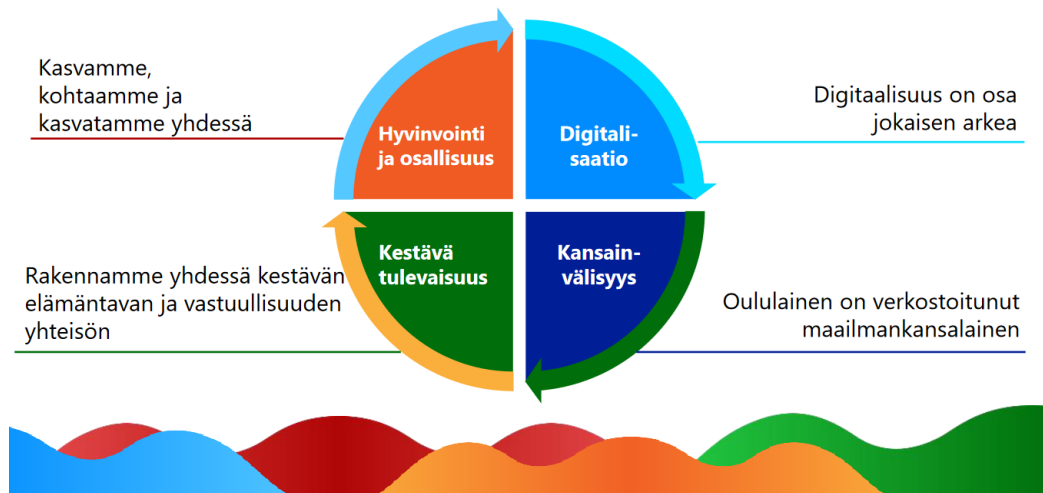 Kasvamme,
kohtaamme ja
kasvatamme yhdessä
Hyvinvointi
ja osallisuus
Digitali-
saatio
Digitaalisuus on osa
jokaisen arkea
Rakennamme yhdessä kestävän
elämäntavan ja vastuullisuuden
yhteisön
Kestävä
tulevaisuus
Kansain-
välisyys
Oululainen on verkostoitunut
maailmankansalainen